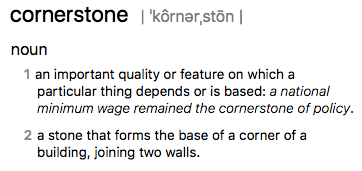 cornerstone | ˈkôrnərˌstōn |
noun
1 an important quality or feature on which a
particular thing depends or is based: a national
minimum wage remained the cornerstone of policy.
2 a stone that forms the base of a corner of a
building, joining two walls.